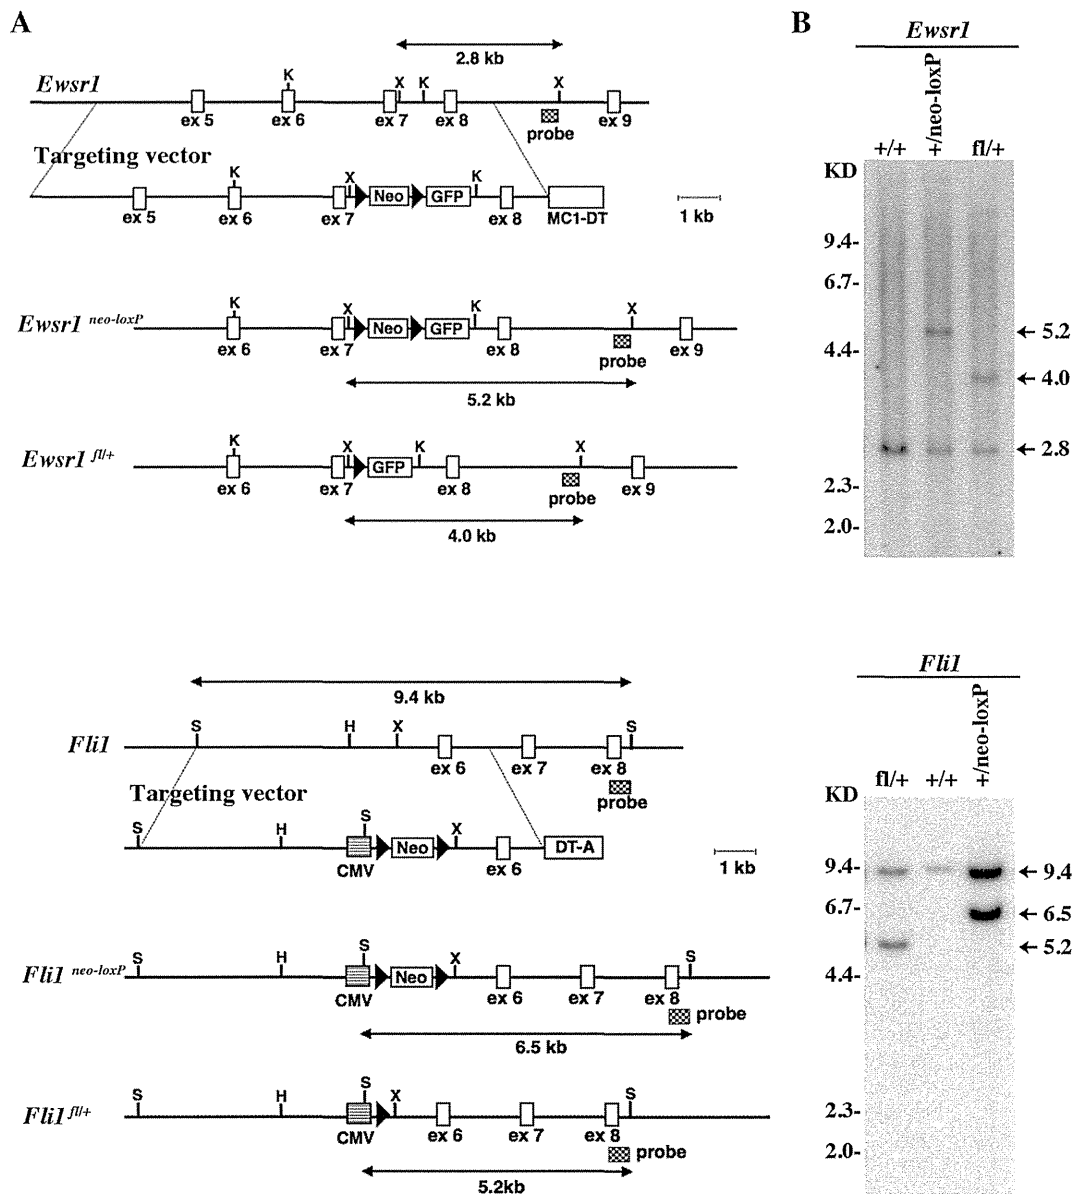 A
2.8 kb
Ewsr1
K X K X
ex 5 ex 6 ex 7 ex 8 probe ex 9
Targeting vector
K X Neo GFP K
ex 5 ex 6 ex 7 ex 8 MC1-DT
1 kb
Ewsr1 neo-loxP
K X Neo GFP K X
ex 6 ex 7 ex 8 probe ex 9
5.2 kb
Ewsr1 fl/+
K X GFP K X
ex 6 ex 7 ex 8 probe ex 9
4.0 kb
B
Ewsr1
+/+ +/neo-loxP fl/+
KD
9.4-
6.7-
4.4-
2.3-
2.0-
5.2
4.0
2.8
9.4 kb
Fli1
S H X S
ex 6 ex 7 ex 8
probe
Targeting vector
S H S Neo X
CMV ex 6 DT-A
1 kb
Fli1 neo-loxP
S H S Neo X S
CMV ex 6 ex 7 ex 8
probe
6.5 kb
Fli1 fl/+
S H S X S
CMV ex 6 ex 7 ex 8
probe
5.2kb
Fli1
fl/+ +/+ +/neo-loxP
KD
9.4-
6.7-
4.4-
2.3-
2.0-
9.4
6.5
5.2